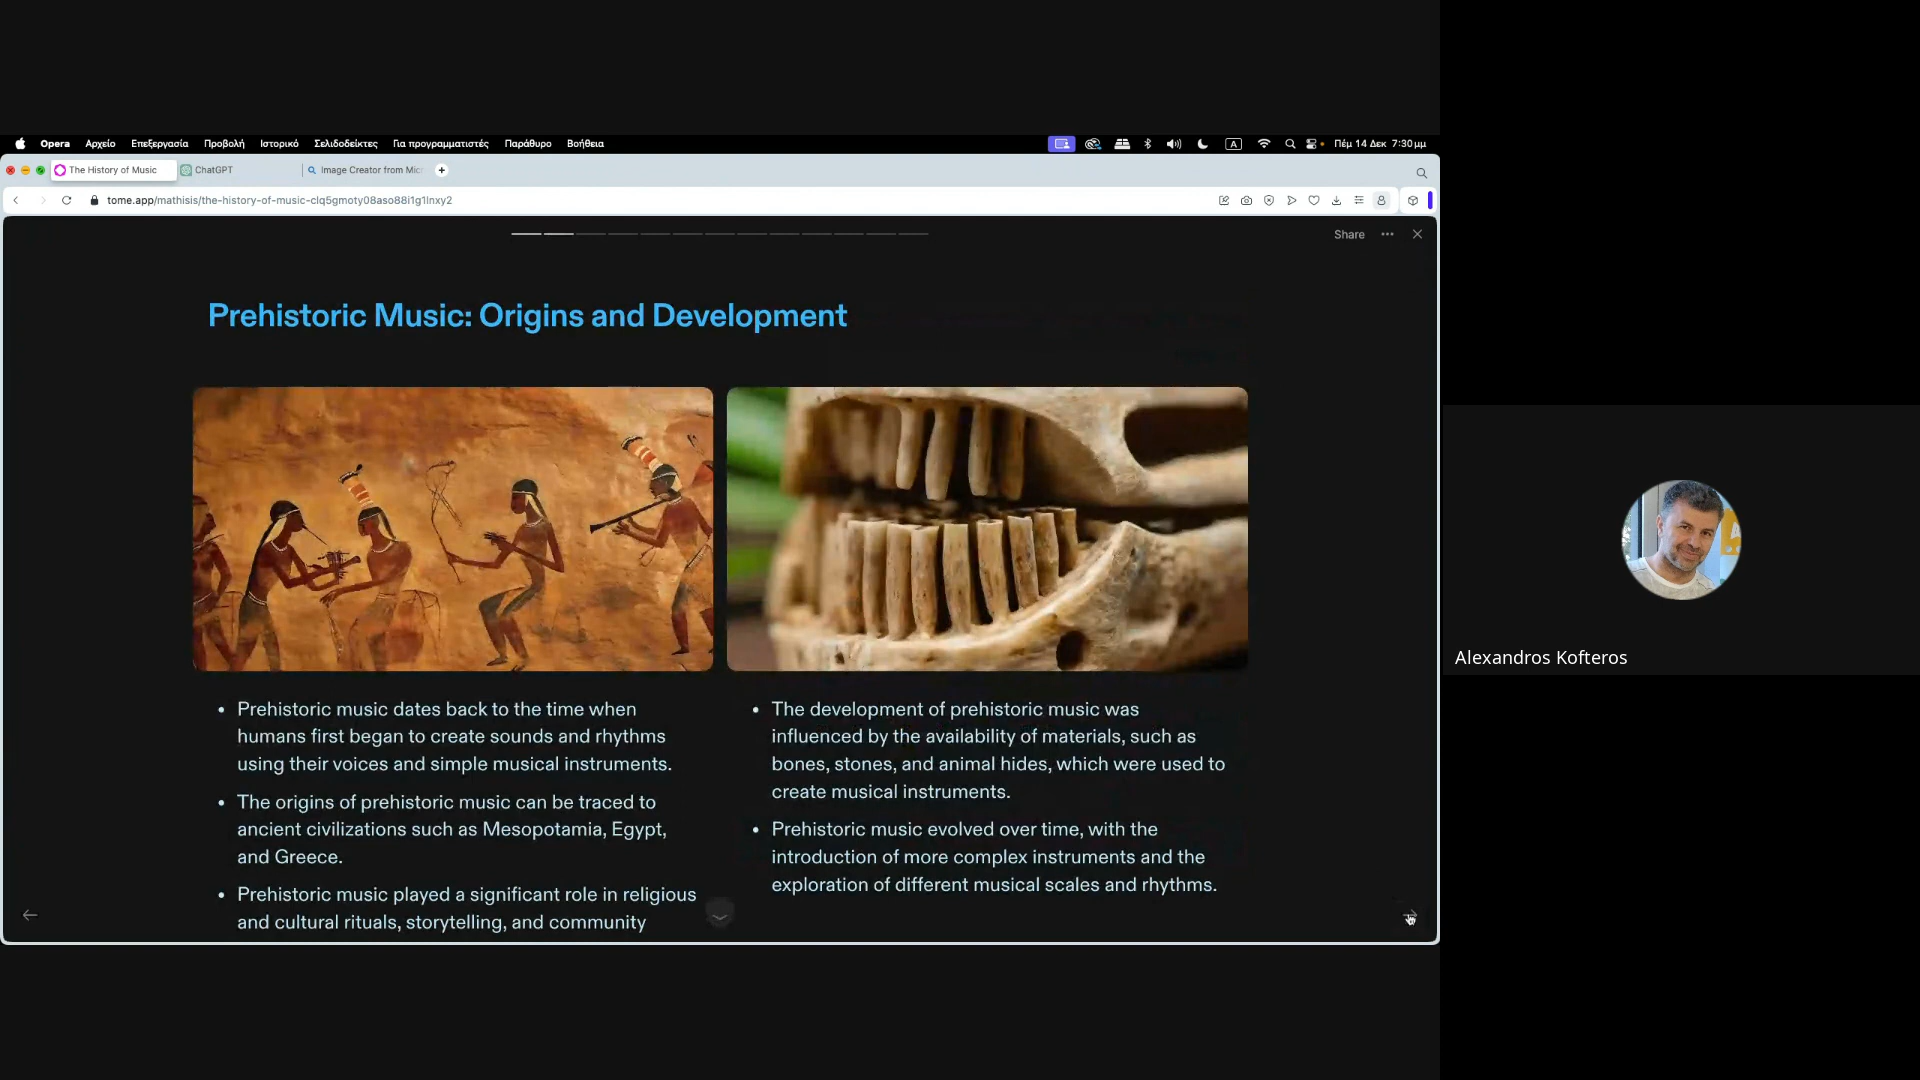 Opera Αρχείο Επεξεργασία Προβολή Ιστορικό Σελιδοδείκτες Για προγραμματιστές Παράθυρο Βοήθεια A Πέμ 14 Δεκ 7:30 μμ
The History of Music ChatGPT Image Creator from Micr
tome.app/mathisis/the-history-of-music-clq5gmoty08aso88i1g1lnxy2
Share
Prehistoric Music: Origins and Development
• Prehistoric music dates back to the time when
humans first began to create sounds and rhythms
using their voices and simple musical instruments.
• The origins of prehistoric music can be traced to
ancient civilizations such as Mesopotamia, Egypt,
and Greece.
• Prehistoric music played a significant role in religious
and cultural rituals, storytelling, and community
• The development of prehistoric music was
influenced by the availability of materials, such as
bones, stones, and animal hides, which were used to
create musical instruments.
• Prehistoric music evolved over time, with the
introduction of more complex instruments and the
exploration of different musical scales and rhythms.
Alexandros Kofteros